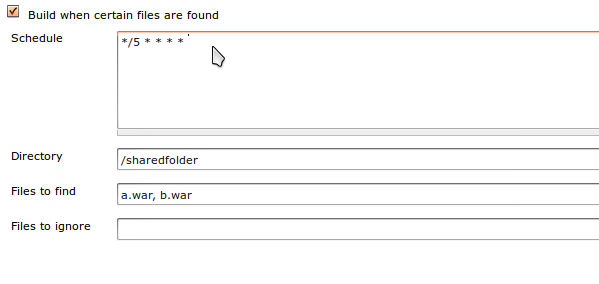 Build when certain files are found
Schedule
*/5 * * * *
Directory
/sharedfolder
Files to find
a.war, b.war
Files to ignore